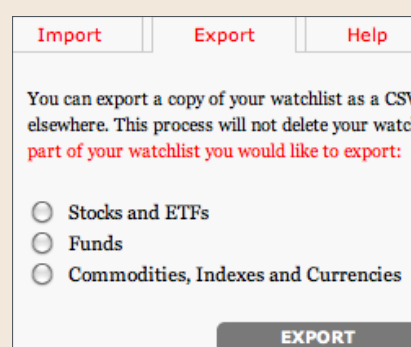 Import Export Help
You can export a copy of your watchlist as a CSV
elsewhere. This process will not delete your watc
part of your watchlist you would like to export:
Stocks and ETFs
Funds
Commodities, Indexes and Currencies
EXPORT